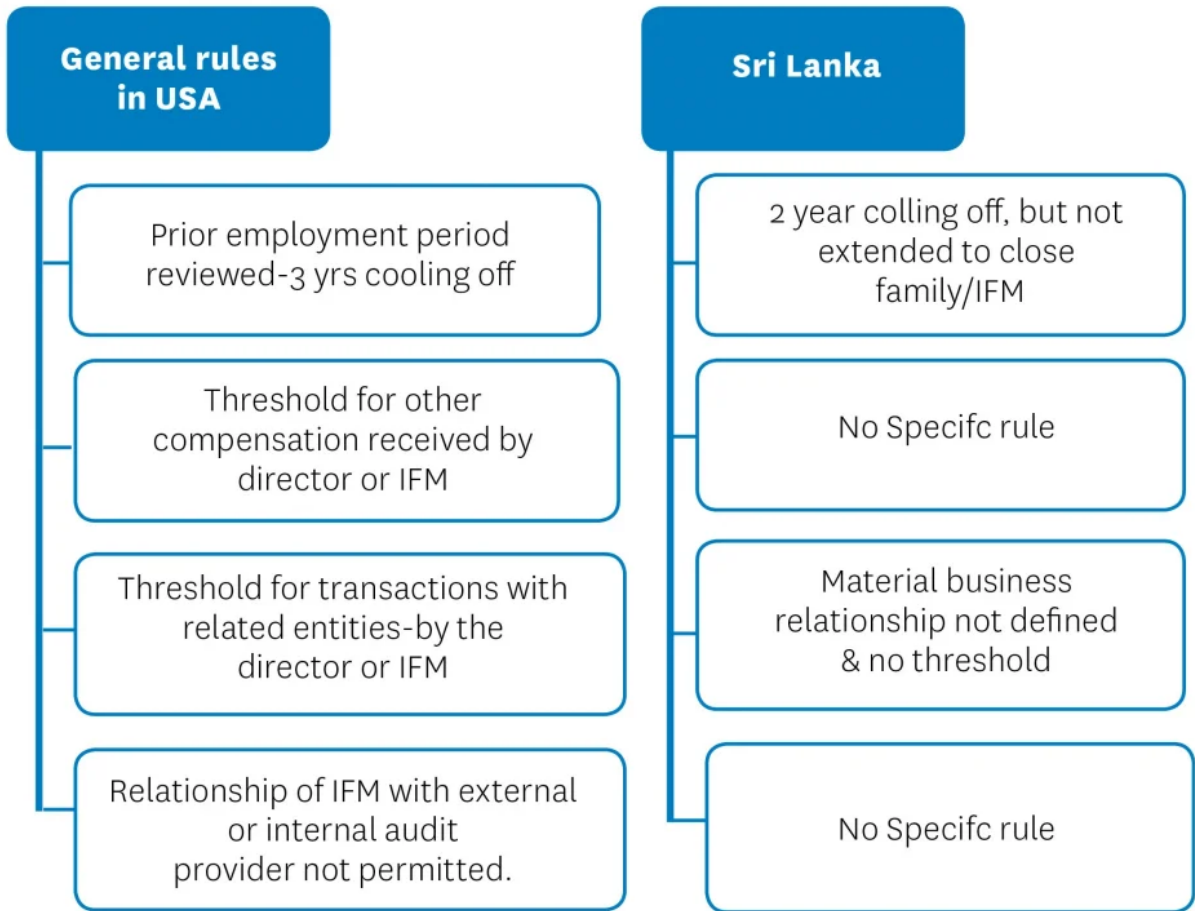 General rules
in USA
Prior employment period
reviewed-3 yrs cooling off
Threshold for other
compensation received by
director or IFM
Threshold for transactions with
related entities-by the
director or IFM
Relationship of IFM with external
or internal audit
provider not permitted.
Sri Lanka
2 year colling off, but not
extended to close
family/IFM
No Specifc rule
Material business
relationship not defined
& no threshold
No Specifc rule